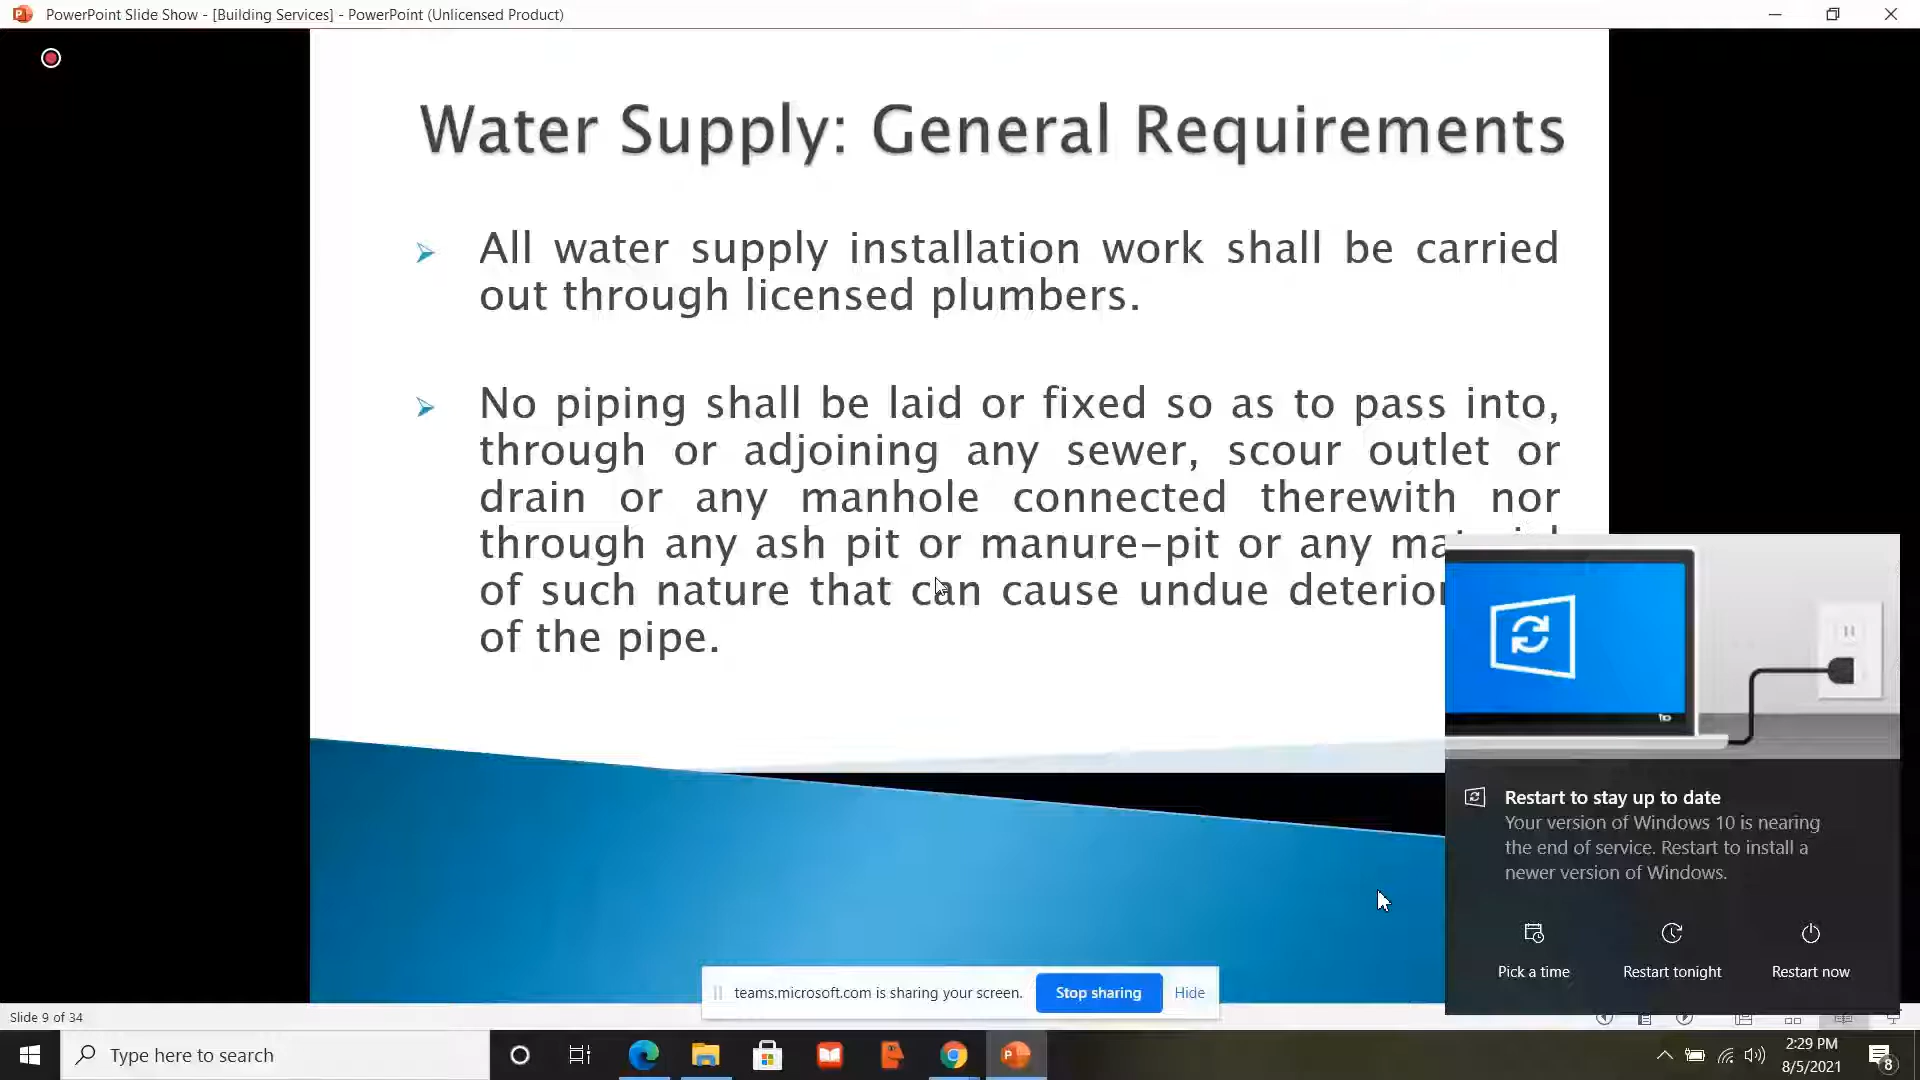 PowerPoint Slide Show - [Building Services] - PowerPoint (Unlicensed Product)
Water Supply: General Requirements
All water supply installation work shall be carried
out through licensed plumbers.
No piping shall be laid or fixed so as to pass into,
through or adjoining any sewer, scour outlet or
drain or any manhole connected therewith nor
through any ash pit or manure-pit or any
of such nature that can cause undue
of the pipe.
Restart to stay up to date
Your version of Windows 10 is nearing
the end of service. Restart to install a
newer version of Windows.
Pick a time
Restart tonight
Restart now
teams.microsoft.com is sharing your screen.
Stop sharing
Hide
Slide 9 of 34
Type here to search
2:29 PM
8/5/2021
8